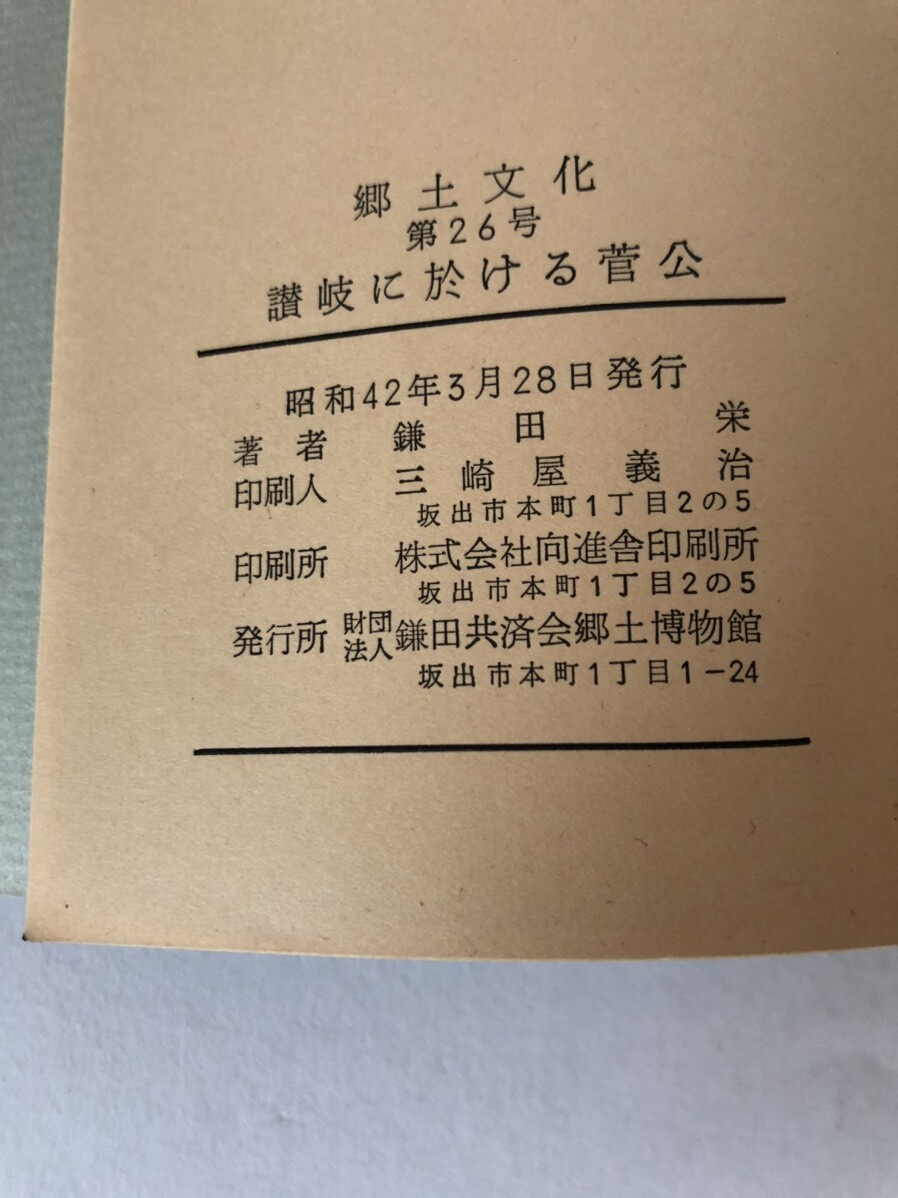 郷土文化
第26号
讃岐に於ける菅公
昭和42年3月28日発行
著者 鎌田栄
印刷人 三崎屋義治
坂出市本町1丁目2の5
印刷所 株式会社向進舎印刷所
坂出市本町1丁目2の5
発行所 財団法人鎌田共済会郷土博物館
坂出市本町1丁目1-24